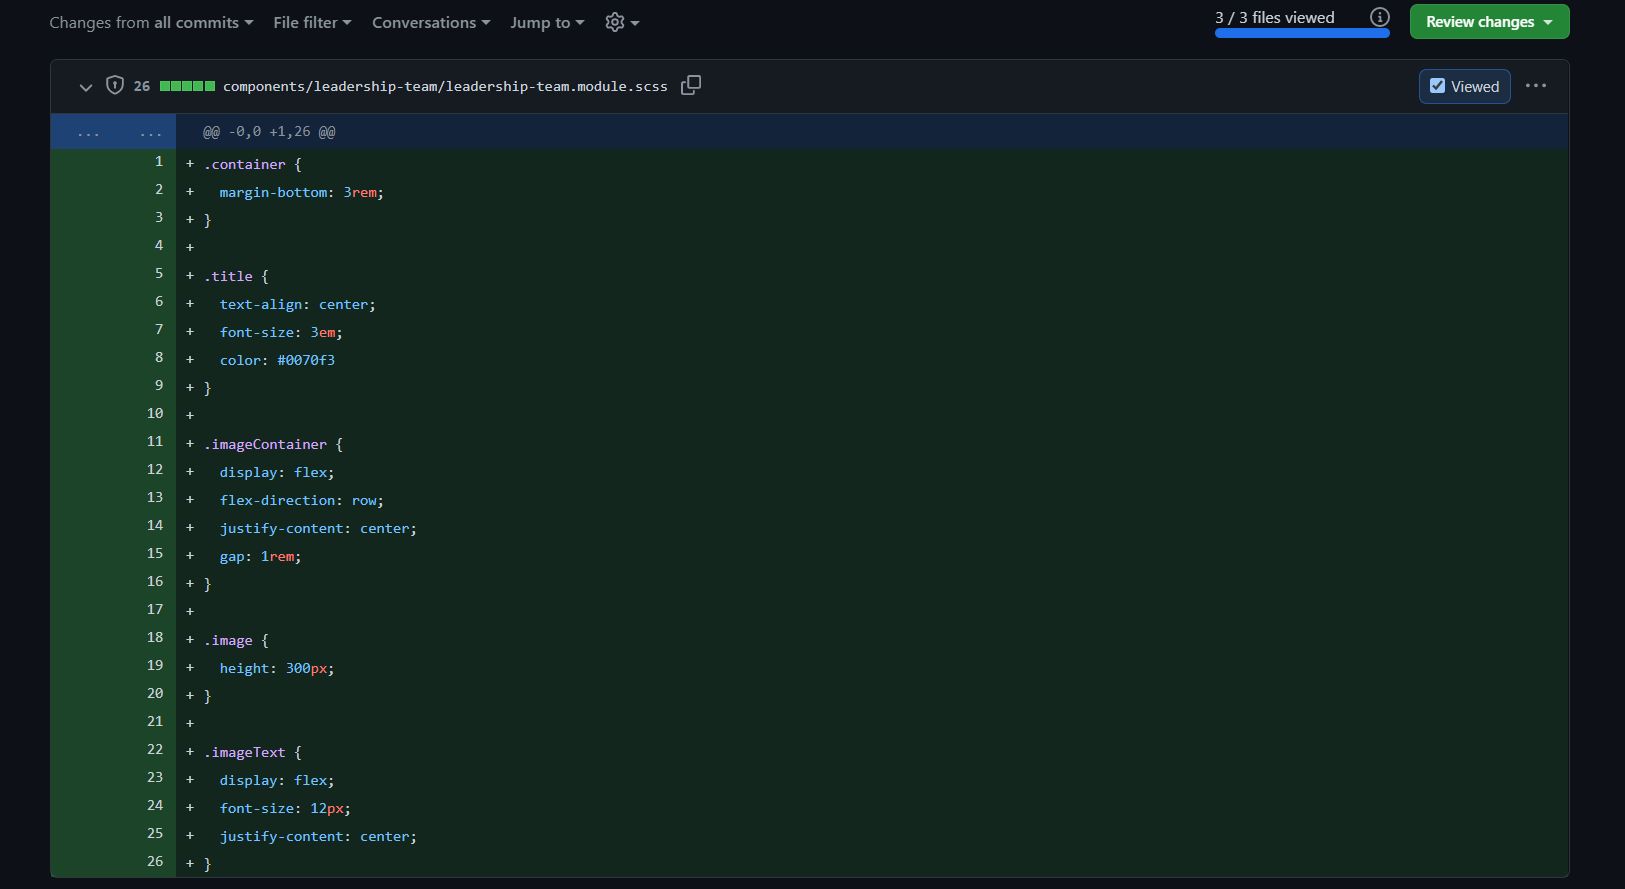 Changes from all commits File filter Conversations Jump to 3 / 3 files viewed Review changes
26 components/leadership-team/leadership-team.module.scss Viewed ...
... ... @@ -0,0 +1,26 @@
1 + .container {
2 + margin-bottom: 3rem;
3 + }
4 +
5 + .title {
6 + text-align: center;
7 + font-size: 3em;
8 + color: #0070f3
9 + }
10 +
11 + .imageContainer {
12 + display: flex;
13 + flex-direction: row;
14 + justify-content: center;
15 + gap: 1rem;
16 + }
17 +
18 + .image {
19 + height: 300px;
20 + }
21 +
22 + .imageText {
23 + display: flex;
24 + font-size: 12px;
25 + justify-content: center;
26 + }